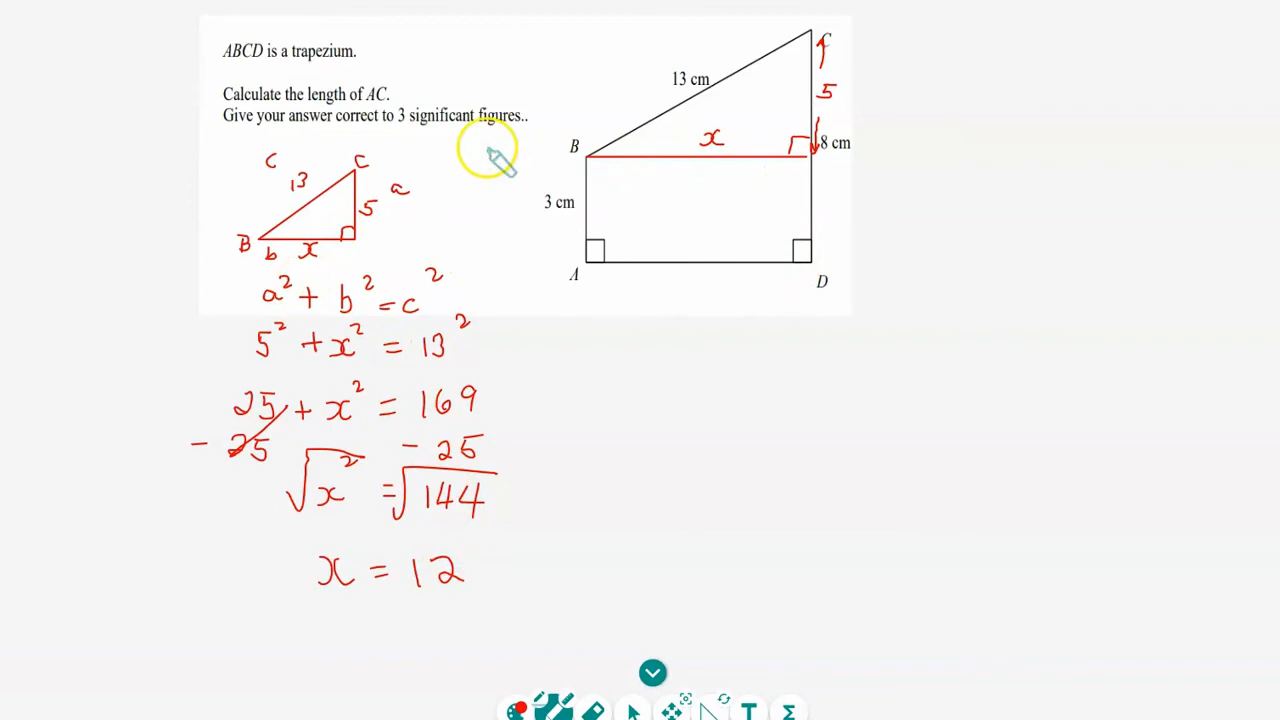 ABCD is a trapezium.
Calculate the length of AC.
Give your answer correct to 3 significant figures..
C
13 cm
5
x
B
8 cm
3 cm
A
D
C
C
13
a
5
B
b
x
a² + b² = c²
5² + x² = 13²
25 + x² = 169
- 25 - 25
√x² = √144
x = 12
T
Σ